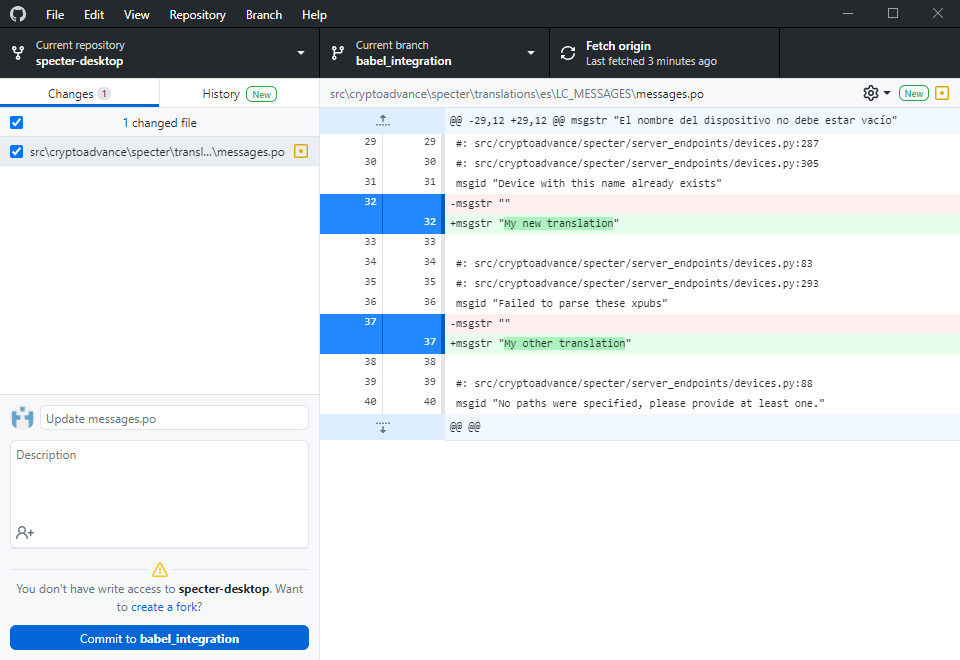 File Edit View Repository Branch Help
Current repository
specter-desktop
Current branch
babel_integration
Fetch origin
Last fetched 3 minutes ago
Changes 1
History New
1 changed file
src\cryptoadvance\specter\transl...\messages.po
Update messages.po
Description
You don't have write access to specter-desktop. Want
to create a fork?
Commit to babel_integration
src\cryptoadvance\specter\translations\es\LC_MESSAGES\messages.po New
@@ -29,12 +29,12 @@ msgstr "El nombre del dispositivo no debe estar vacío"
29 29 #: src/cryptoadvance/specter/server_endpoints/devices.py:287
30 30 #: src/cryptoadvance/specter/server_endpoints/devices.py:305
31 31 msgid "Device with this name already exists"
32 -msgstr ""
32 +msgstr "My new translation"
33 33
34 34 #: src/cryptoadvance/specter/server_endpoints/devices.py:83
35 35 #: src/cryptoadvance/specter/server_endpoints/devices.py:293
36 36 msgid "Failed to parse these xpubs"
37 -msgstr ""
37 +msgstr "My other translation"
38 38
39 39 #: src/cryptoadvance/specter/server_endpoints/devices.py:88
40 40 msgid "No paths were specified, please provide at least one."
@@ @@